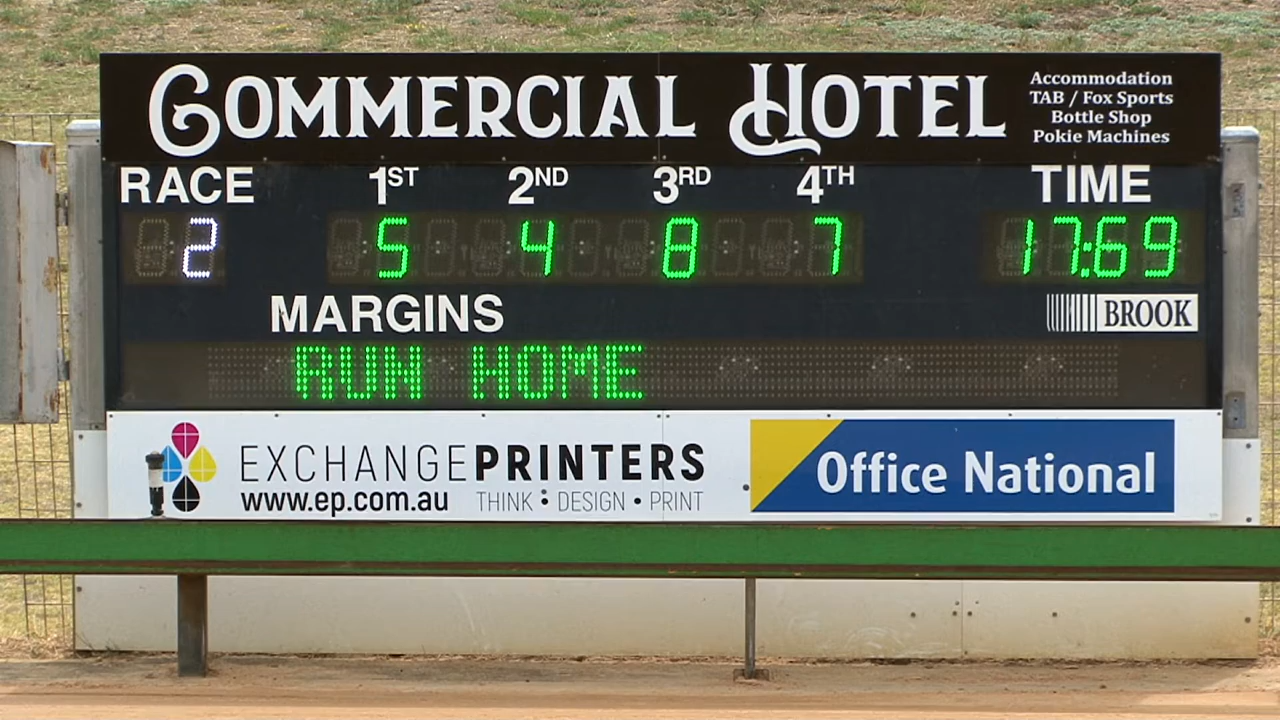 COMMERCIAL HOTEL
Accommodation
TAB / Fox Sports
Bottle Shop
Pokie Machines
RACE 1ST 2ND 3RD 4TH TIME
2 5 4 8 7 17:69
MARGINS
BROOK
RUN HOME
EXCHANGEPRINTERS
www.ep.com.au THINK • DESIGN • PRINT
Office National